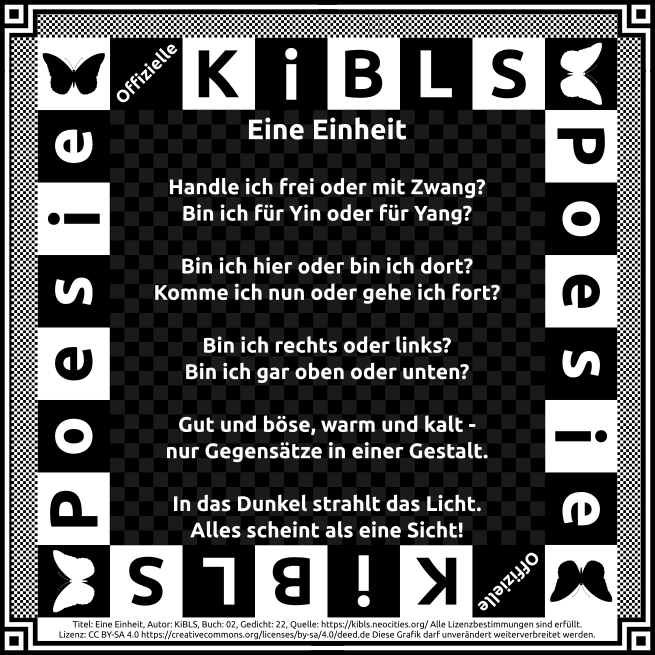 Offizielle
KiBLS
Poesie
Poesie
Eine Einheit
Handle ich frei oder mit Zwang?
Bin ich für Yin oder für Yang?
Bin ich hier oder bin ich dort?
Komme ich nun oder gehe ich fort?
Bin ich rechts oder links?
Bin ich gar oben oder unten?
Gut und böse, warm und kalt -
nur Gegensätze in einer Gestalt.
In das Dunkel strahlt das Licht.
Alles scheint als eine Sicht!
Offizielle
KiBLS
Titel: Eine Einheit, Autor: KiBLS, Buch: 02, Gedicht: 22, Quelle: https://kibls.neocities.org/ Alle Lizenzbestimmungen sind erfüllt.
Lizenz: CC BY-SA 4.0 https://creativecommons.org/licenses/by-sa/4.0/deed.de Diese Grafik darf unverändert weiterverbreitet werden.